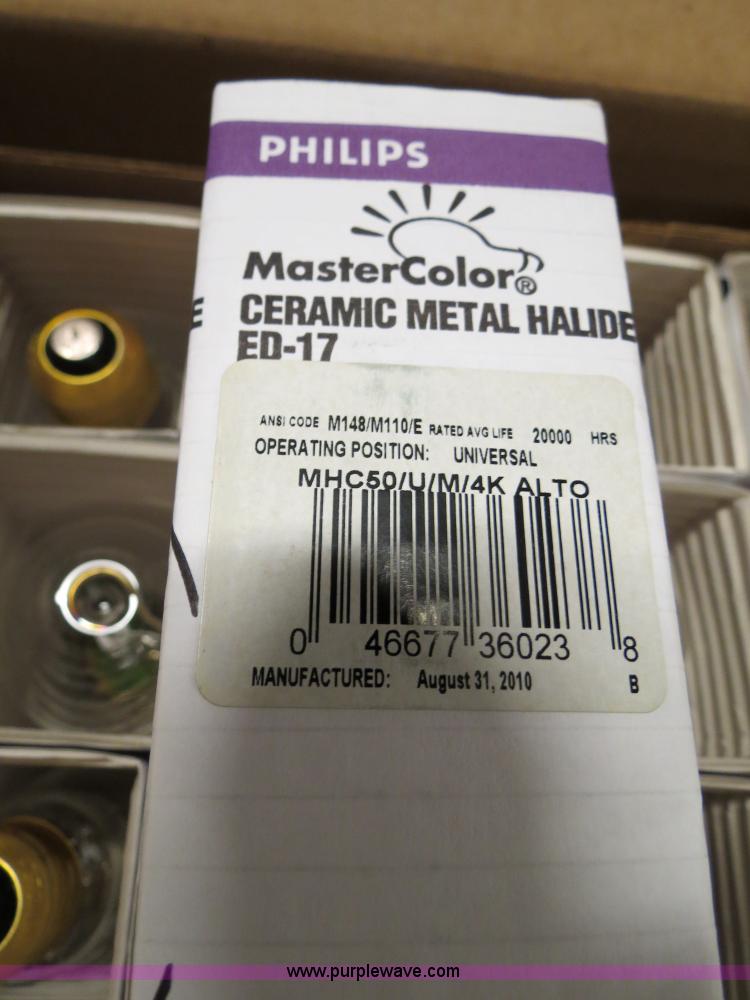 PHILIPS
MasterColor®
E CERAMIC METAL HALIDE
ED-17
ANSI CODE M148/M110/E RATED AVG LIFE 20000 HRS
OPERATING POSITION: UNIVERSAL
MHC50/U/M/4K ALTO
0 46677 36023 8
MANUFACTURED: August 31, 2010 B
www.purplewave.com